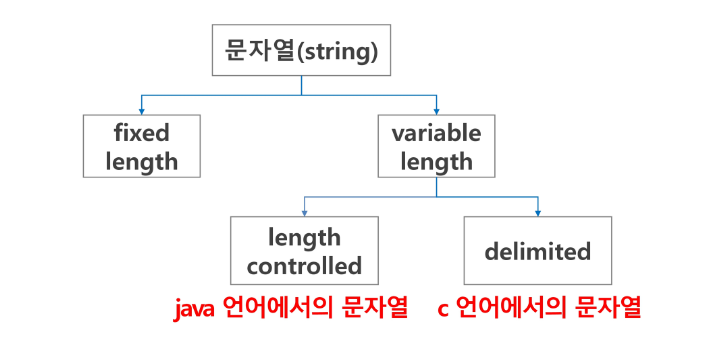 문자열(string)
fixed
length
variable
length
length
controlled
delimited
java 언어에서의 문자열
c 언어에서의 문자열